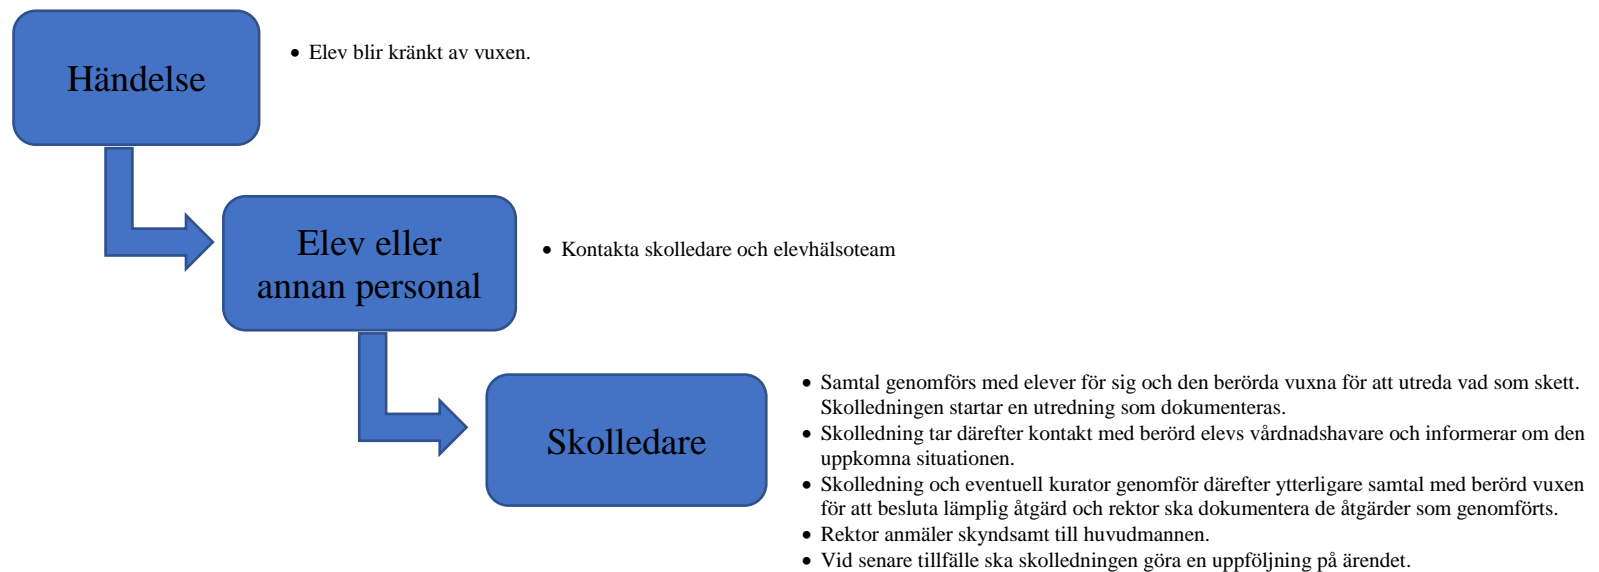 Händelse
• Elev blir kränkt av vuxen.
Elev eller
annan personal
• Kontakta skolledare och elevhälsoteam
Skolledare
• Samtal genomförs med elever för sig och den berörda vuxna för att utreda vad som skett.
Skolledningen startar en utredning som dokumenteras.
• Skolledning tar därefter kontakt med berörd elevs vårdnadshavare och informerar om den
uppkomna situationen.
• Skolledning och eventuell kurator genomför därefter ytterligare samtal med berörd vuxen
för att besluta lämplig åtgärd och rektor ska dokumentera de åtgärder som genomförts.
• Rektor anmäler skyndsamt till huvudmannen.
• Vid senare tillfälle ska skolledningen göra en uppföljning på ärendet.